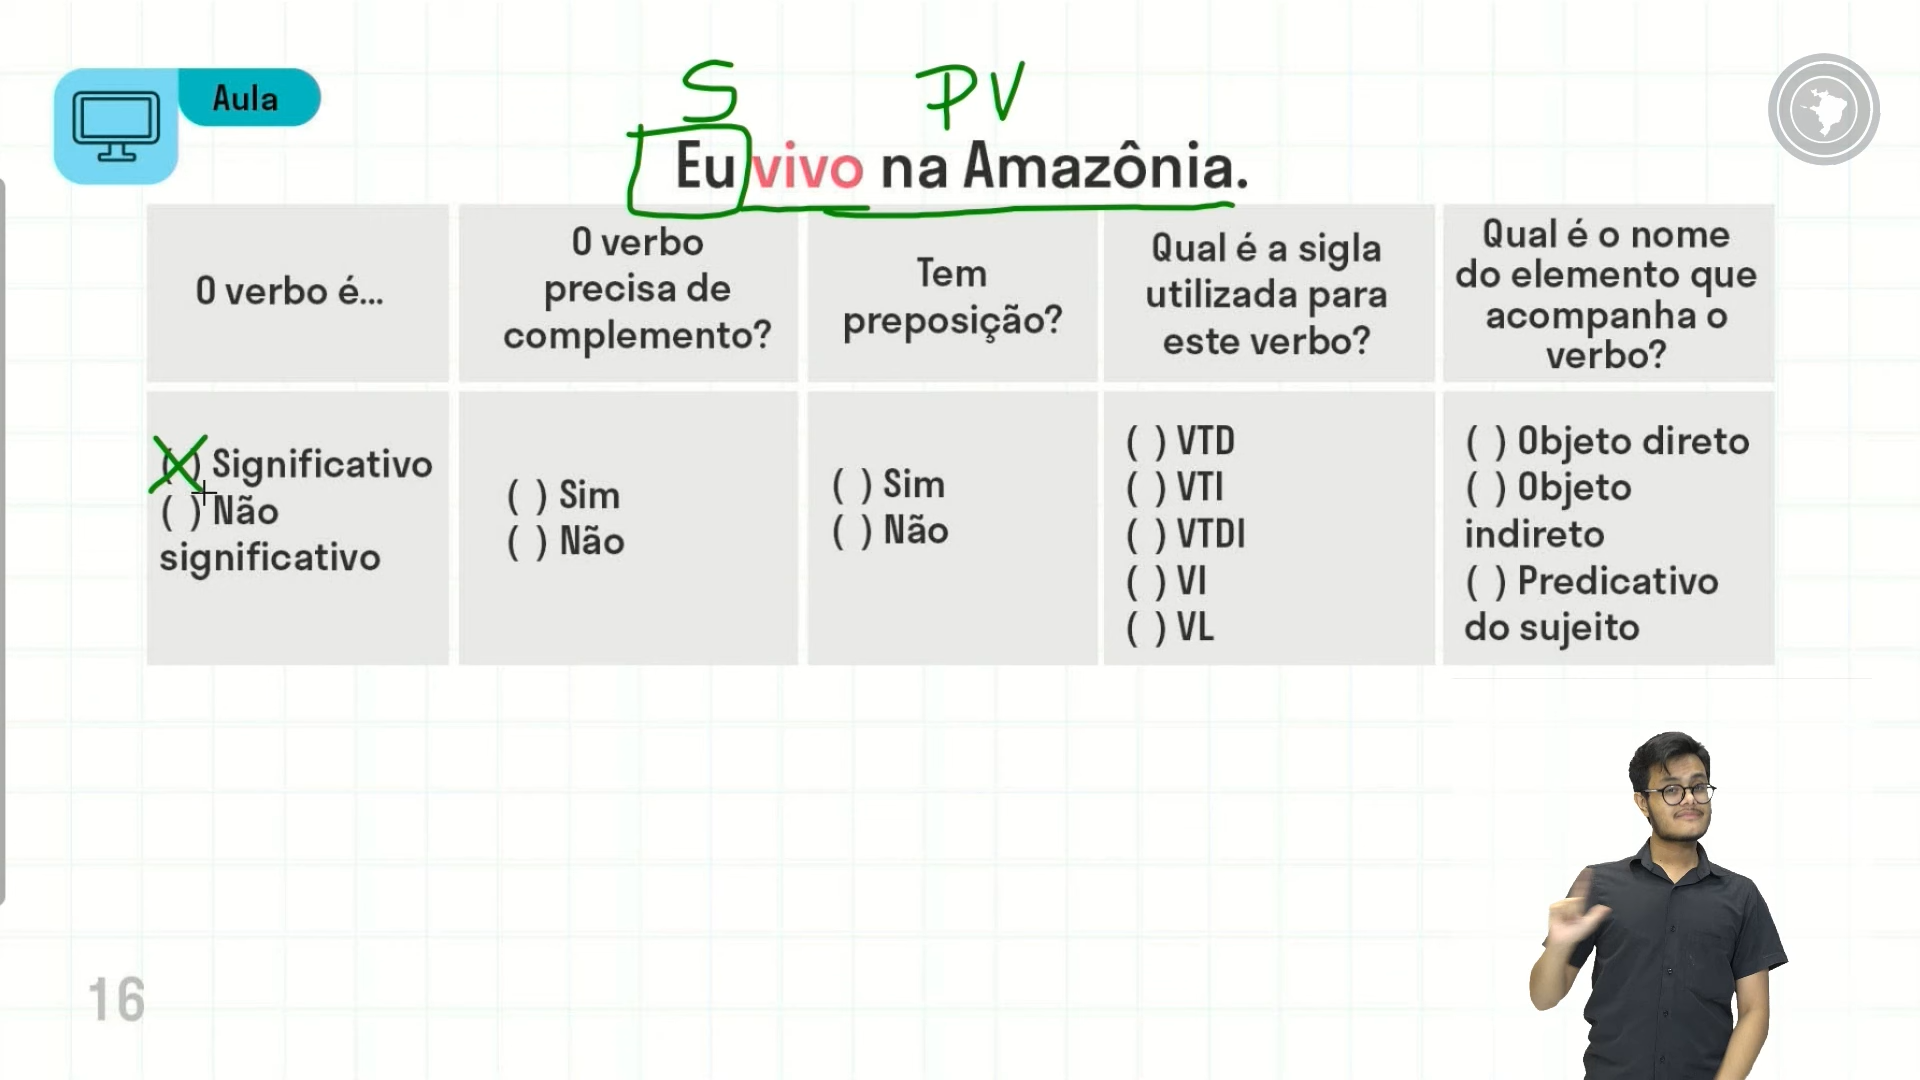 Aula
S PV
Eu vivo na Amazônia.
O verbo é...
O verbo
precisa de
complemento?
Tem
preposição?
Qual é a sigla
utilizada para
este verbo?
Qual é o nome
do elemento que
acompanha o
verbo?
(X) Significativo
( ) Não
significativo
( ) Sim
( ) Não
( ) Sim
( ) Não
( ) VTD
( ) VTI
( ) VTDI
( ) VI
( ) VL
( ) Objeto direto
( ) Objeto
indireto
( ) Predicativo
do sujeito
16